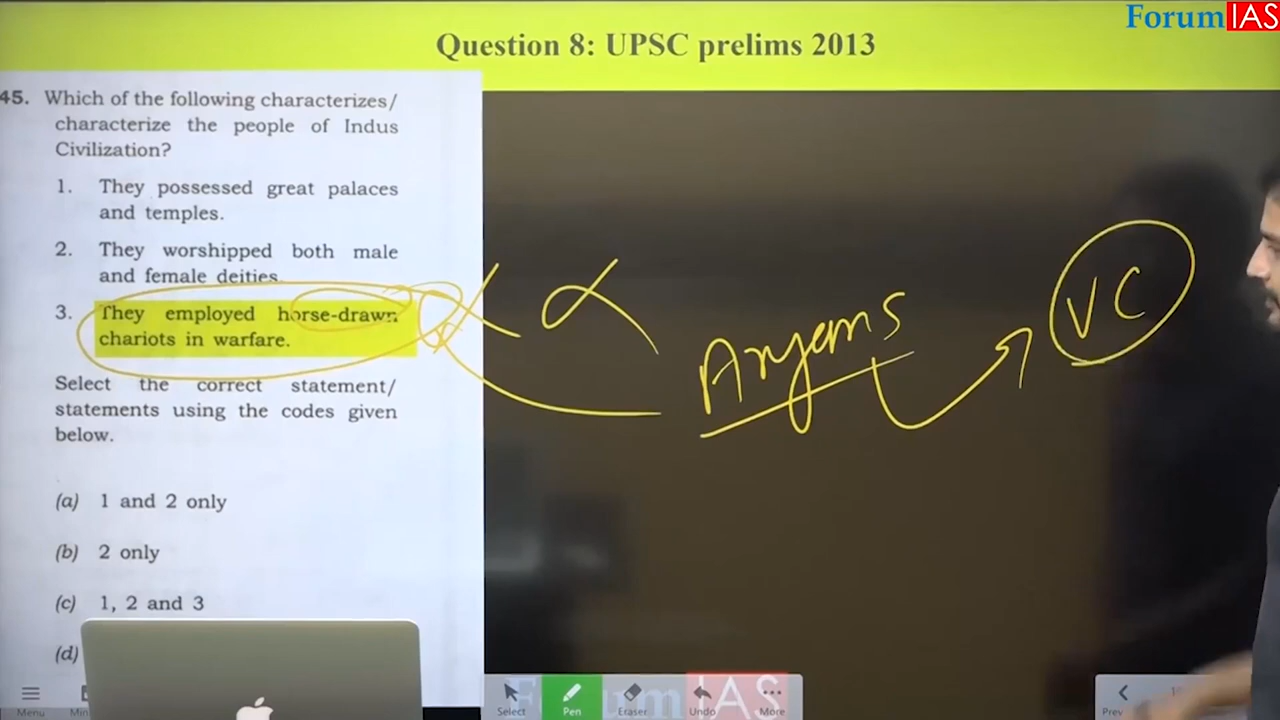 ForumIAS
Question 8: UPSC prelims 2013
45. Which of the following characterizes/
characterize the people of Indus
Civilization?
1. They possessed great palaces
and temples.
2. They worshipped both male
and female deities.
3. They employed horse-drawn
chariots in warfare.
Select the correct statement/
statements using the codes given
below.
(a) 1 and 2 only
(b) 2 only
(c) 1, 2 and 3
(d)
Aryans
VC
Menu
Select
Pen
Eraser
Undo
More
Prev
ForumIAS